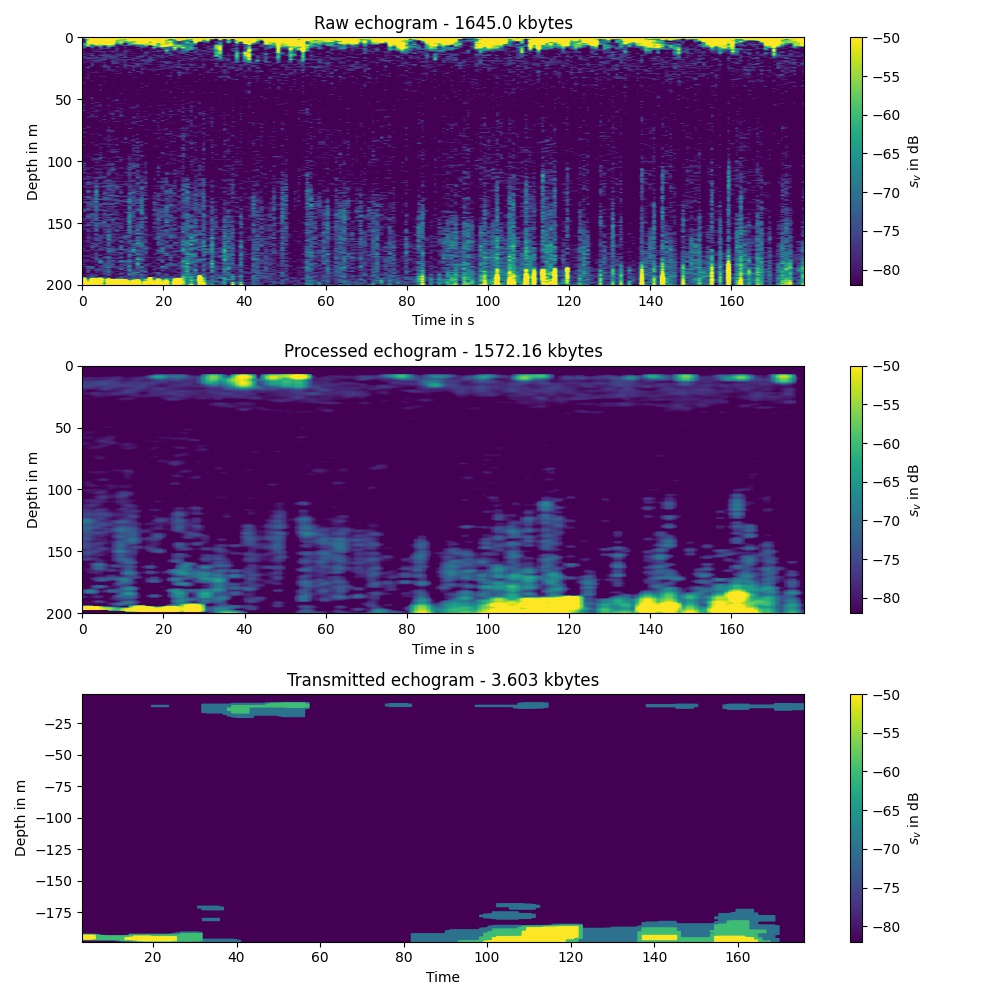 Raw echogram - 1645.0 kbytes
0
50
100
150
200
Depth in m
0 20 40 60 80 100 120 140 160
Time in s
−50
−55
−60
−65
−70
−75
−80
sv in dB
Processed echogram - 1572.16 kbytes
0
50
100
150
200
Depth in m
0 20 40 60 80 100 120 140 160
Time in s
−50
−55
−60
−65
−70
−75
−80
sv in dB
Transmitted echogram - 3.603 kbytes
−25
−50
−75
−100
−125
−150
−175
Depth in m
20 40 60 80 100 120 140 160
Time
−50
−55
−60
−65
−70
−75
−80
sv in dB